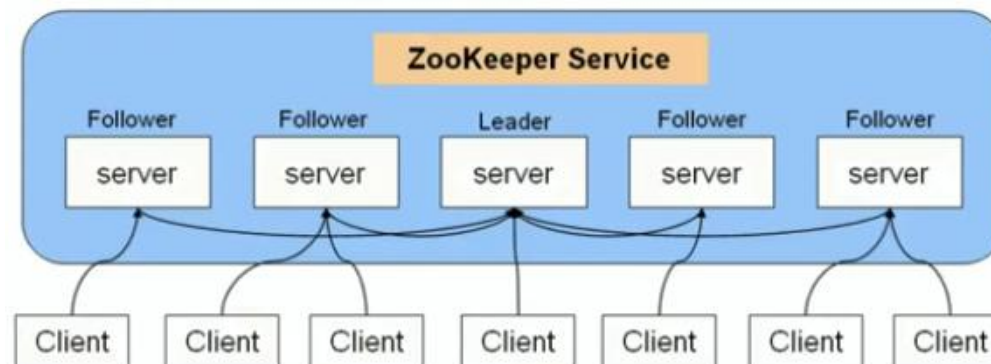 ZooKeeper Service
Follower Follower Leader Follower Follower
server server server server server
Client Client Client Client Client Client Client